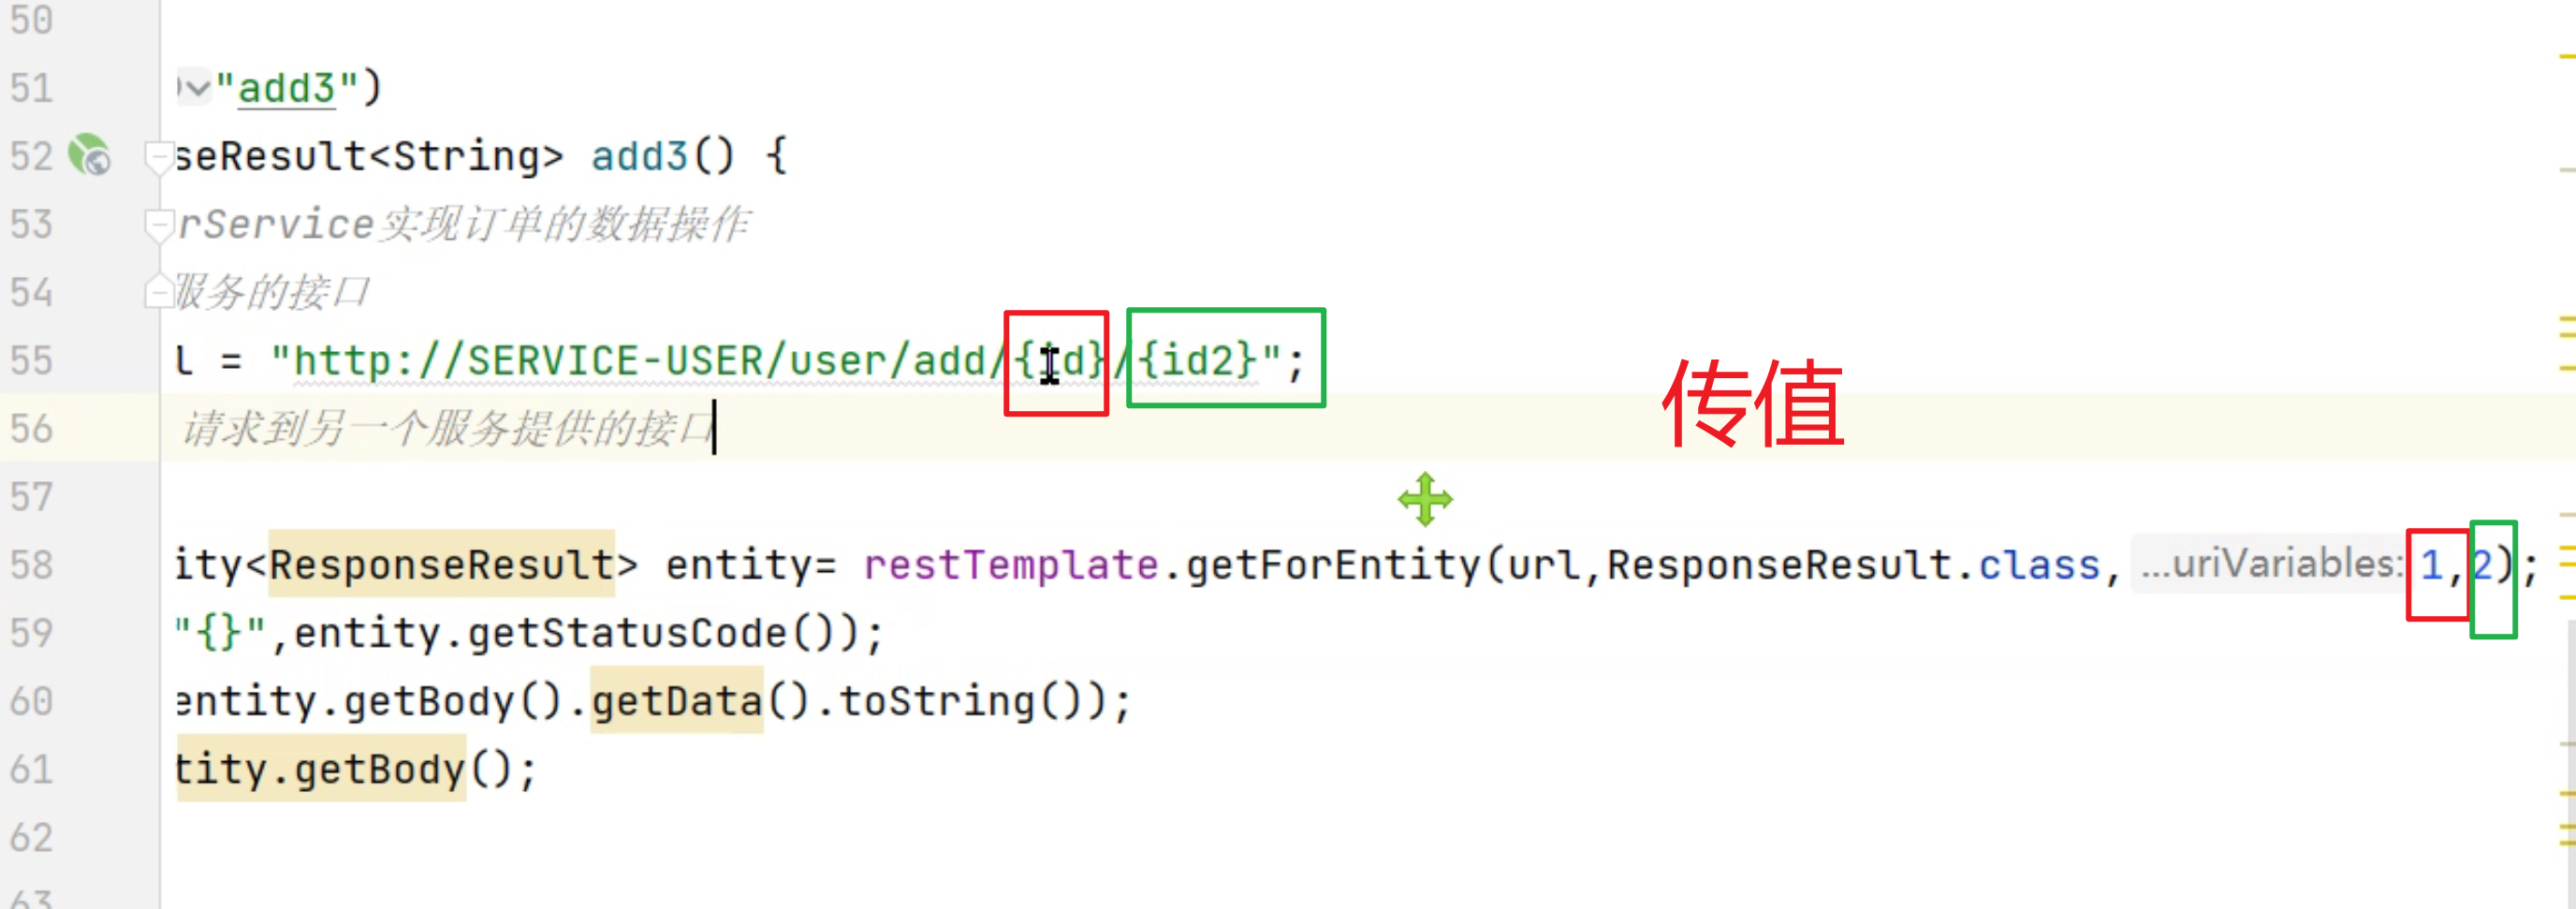 50
51 "add3")
52 seResult<String> add3() {
53 rService实现订单的数据操作
54 服务的接口
55 l = "http://SERVICE-USER/user/add/{id}/{id2}";
传值
56 请求到另一个服务提供的接口
57
58 ity<ResponseResult> entity= restTemplate.getForEntity(url,ResponseResult.class, ...uriVariables: 1,2);
59 "{}",entity.getStatusCode());
60 entity.getBody().getData().toString());
61 tity.getBody();
62
63